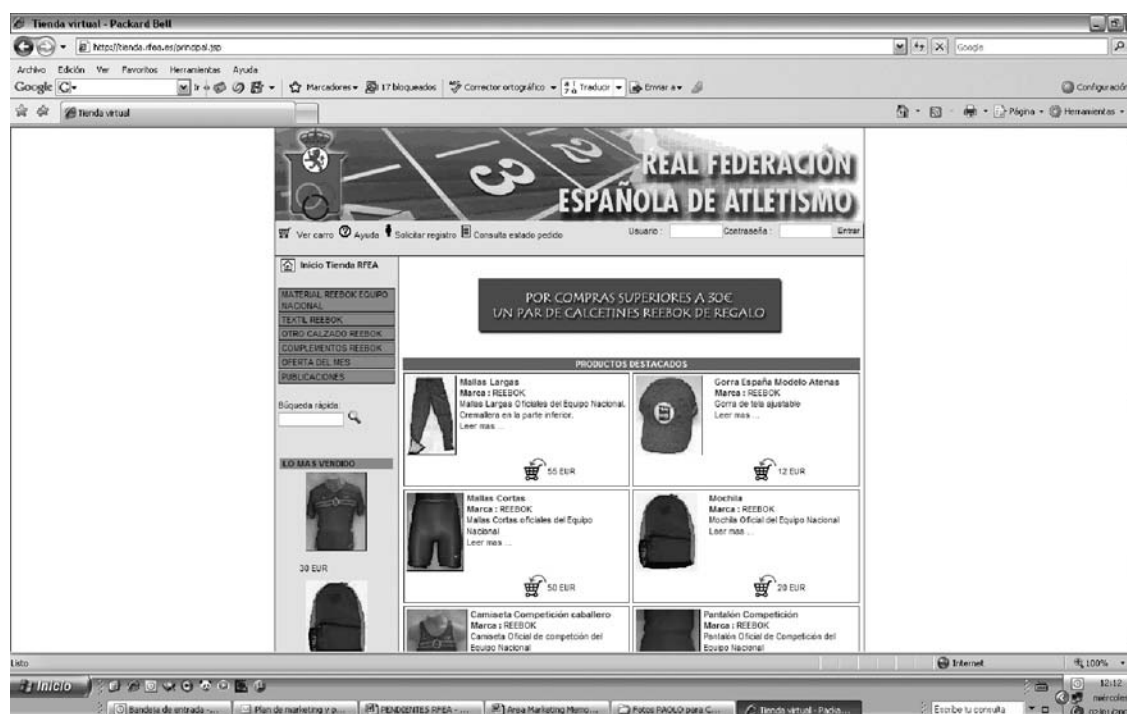 Tienda virtual - Packard Bell
http://tienda.rfea.es/principal.jsp
Google
Archivo Edición Ver Favoritos Herramientas Ayuda
Google Ir Marcadores 17 bloqueados Corrector ortográfico Traducir Enviar a Configuración
Tienda virtual
Página Herramientas
REAL FEDERACIÓN
ESPAÑOLA DE ATLETISMO
Ver carro Ayuda Solicitar registro Consulta estado pedido Usuario : Contraseña : Entrar
Inicio Tienda RFEA
MATERIAL REEBOK EQUIPO
NACIONAL
TEXTIL REEBOK
OTRO CALZADO REEBOK
COMPLEMENTOS REEBOK
OFERTA DEL MES
PUBLICACIONES
Búqueda rápida:
LO MAS VENDIDO
30 EUR
POR COMPRAS SUPERIORES A 30€
UN PAR DE CALCETINES REEBOK DE REGALO
PRODUCTOS DESTACADOS
Mallas Largas
Marca : REEBOK
Mallas Largas Oficiales del Equipo Nacional.
Cremallera en la parte inferior.
Leer mas ...
55 EUR
Gorra España Modelo Atenas
Marca : REEBOK
Gorra de tela ajustable
Leer mas ...
12 EUR
Mallas Cortas
Marca : REEBOK
Mallas Cortas oficiales del Equipo
Nacional
Leer mas ...
50 EUR
Mochila
Marca : REEBOK
Mochila Oficial del Equipo Nacional
Leer mas ...
20 EUR
Camiseta Competición caballero
Marca : REEBOK
Camiseta Oficial de competción del
Equipo Nacional
Pantalón Competición
Marca : REEBOK
Pantalón Oficial de Competición del
Equipo Nacional
Listo Internet 100%
Inicio 12:12
miércoles
Bandeja de entrada -... Plan de marketing y p... PENDIENTES RFEA -... Area Marketing Memo... Fotos PAOLO para C... Tienda virtual - Packa... Escribe tu consulta